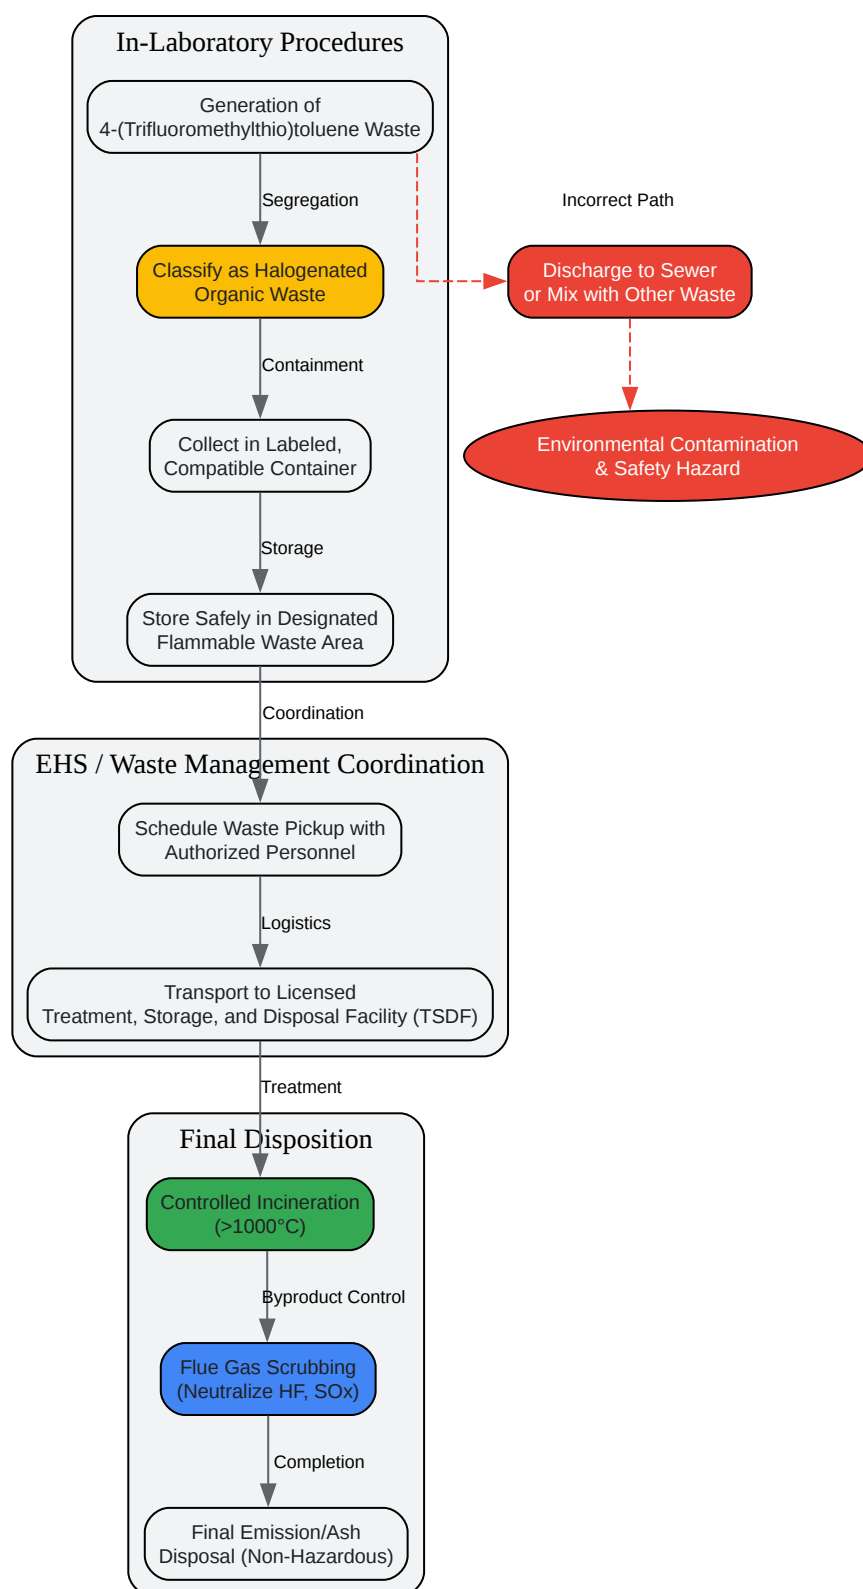 In-Laboratory Procedures
Generation of
4-(Trifluoromethylthio)toluene Waste
Segregation
Incorrect Path
Classify as Halogenated
Organic Waste
Discharge to Sewer
or Mix with Other Waste
Containment
Collect in Labeled,
Compatible Container
Environmental Contamination
& Safety Hazard
Storage
Store Safely in Designated
Flammable Waste Area
Coordination
EHS / Waste Management Coordination
Schedule Waste Pickup with
Authorized Personnel
Logistics
Transport to Licensed
Treatment, Storage, and Disposal Facility (TSDF)
Treatment
Final Disposition
Controlled Incineration
(>1000°C)
Byproduct Control
Flue Gas Scrubbing
(Neutralize HF, SOx)
Completion
Final Emission/Ash
Disposal (Non-Hazardous)